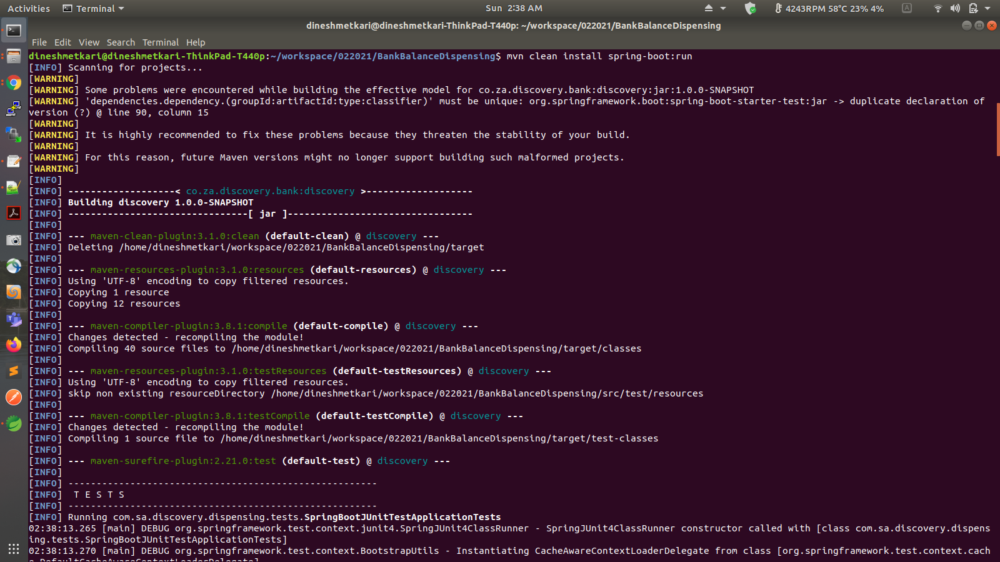 Activities Terminal Sun 2:38 AM 4243RPM 58°C 23% 4% A
dineshmetkari@dineshmetkari-ThinkPad-T440p: ~/workspace/022021/BankBalanceDispensing
File Edit View Search Terminal Help
dineshmetkari@dineshmetkari-ThinkPad-T440p:~/workspace/022021/BankBalanceDispensing$ mvn clean install spring-boot:run
[INFO] Scanning for projects...
[WARNING]
[WARNING] Some problems were encountered while building the effective model for co.za.discovery.bank:discovery:jar:1.0.0-SNAPSHOT
[WARNING] 'dependencies.dependency.(groupId:artifactId:type:classifier)' must be unique: org.springframework.boot:spring-boot-starter-test:jar -> duplicate declaration of
version (?) @ line 90, column 15
[WARNING]
[WARNING] It is highly recommended to fix these problems because they threaten the stability of your build.
[WARNING]
[WARNING] For this reason, future Maven versions might no longer support building such malformed projects.
[WARNING]
[INFO]
[INFO] -------------------< co.za.discovery.bank:discovery >-------------------
[INFO] Building discovery 1.0.0-SNAPSHOT
[INFO] --------------------------------[ jar ]---------------------------------
[INFO]
[INFO] --- maven-clean-plugin:3.1.0:clean (default-clean) @ discovery ---
[INFO] Deleting /home/dineshmetkari/workspace/022021/BankBalanceDispensing/target
[INFO]
[INFO] --- maven-resources-plugin:3.1.0:resources (default-resources) @ discovery ---
[INFO] Using 'UTF-8' encoding to copy filtered resources.
[INFO] Copying 1 resource
[INFO] Copying 12 resources
[INFO]
[INFO] --- maven-compiler-plugin:3.8.1:compile (default-compile) @ discovery ---
[INFO] Changes detected - recompiling the module!
[INFO] Compiling 40 source files to /home/dineshmetkari/workspace/022021/BankBalanceDispensing/target/classes
[INFO]
[INFO] --- maven-resources-plugin:3.1.0:testResources (default-testResources) @ discovery ---
[INFO] Using 'UTF-8' encoding to copy filtered resources.
[INFO] skip non existing resourceDirectory /home/dineshmetkari/workspace/022021/BankBalanceDispensing/src/test/resources
[INFO]
[INFO] --- maven-compiler-plugin:3.8.1:testCompile (default-testCompile) @ discovery ---
[INFO] Changes detected - recompiling the module!
[INFO] Compiling 1 source file to /home/dineshmetkari/workspace/022021/BankBalanceDispensing/target/test-classes
[INFO]
[INFO] --- maven-surefire-plugin:2.21.0:test (default-test) @ discovery ---
[INFO]
[INFO] -------------------------------------------------------
[INFO]  T E S T S
[INFO] -------------------------------------------------------
[INFO] Running com.sa.discovery.dispensing.tests.SpringBootJUnitTestApplicationTests
02:38:13.265 [main] DEBUG org.springframework.test.context.junit4.SpringJUnit4ClassRunner - SpringJUnit4ClassRunner constructor called with [class com.sa.discovery.dispens
ing.tests.SpringBootJUnitTestApplicationTests]
02:38:13.270 [main] DEBUG org.springframework.test.context.BootstrapUtils - Instantiating CacheAwareContextLoaderDelegate from class [org.springframework.test.context.cach
e.DefaultCacheAwareContextLoaderDelegate]